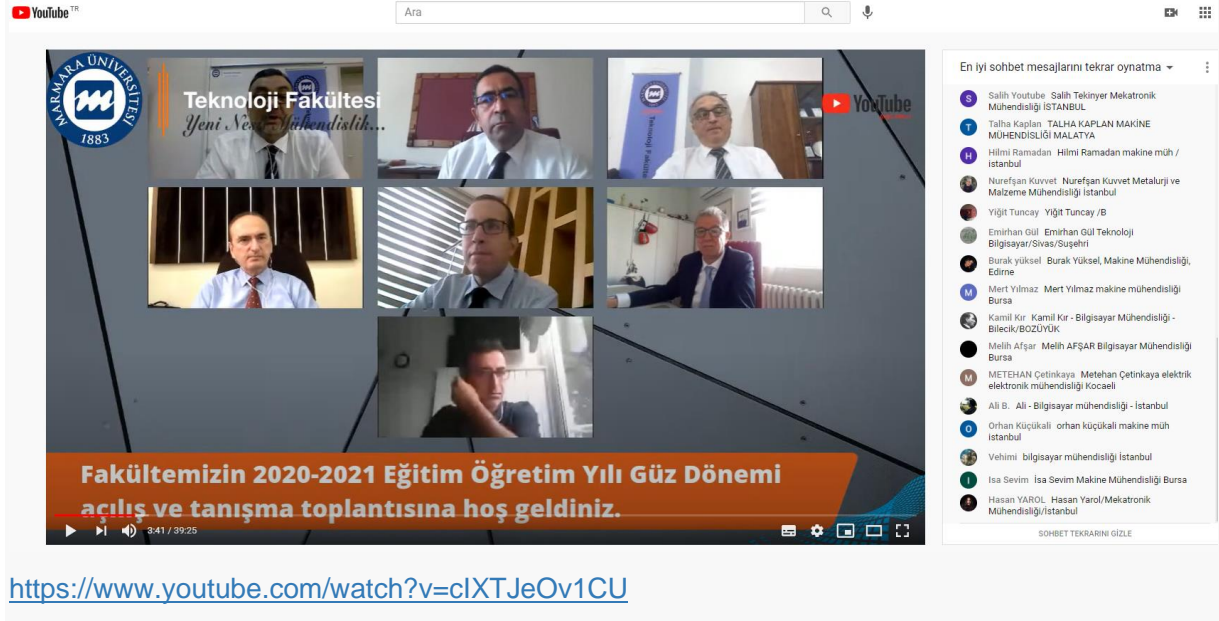 YouTube TR
Ara
MARMARA ÜNİVERSİTESİ
1883
Teknoloji Fakültesi
Yeni Nesil Mühendislik...
YouTube
Teknoloji Fakültesi
Fakültemizin 2020-2021 Eğitim Öğretim Yılı Güz Dönemi
açılış ve tanışma toplantısına hoş geldiniz.
3:41 / 39:25
En iyi sohbet mesajlarını tekrar oynatma
S Salih Youtube Salih Tekinyer Mekatronik
Mühendisliği İSTANBUL
T Talha Kaplan TALHA KAPLAN MAKİNE
MÜHENDİSLİĞİ MALATYA
H Hilmi Ramadan Hilmi Ramadan makine müh /
istanbul
Nurefşan Kuvvet Nurefşan Kuvvet Metalurji ve
Malzeme Mühendisliği İstanbul
Yiğit Tuncay Yiğit Tuncay /B
Emirhan Gül Emirhan Gül Teknoloji
Bilgisayar/Sivas/Suşehri
Burak yüksel Burak Yüksel, Makine Mühendisliği,
Edirne
M Mert Yılmaz Mert Yılmaz makine mühendisliği
Bursa
Kamil Kır Kamil Kır - Bilgisayar Mühendisliği -
Bilecik/BOZÜYÜK
Melih Afşar Melih AFŞAR Bilgisayar Mühendisliği
Bursa
M METEHAN Çetinkaya Metehan Çetinkaya elektrik
elektronik mühendisliği Kocaeli
Ali B. Ali - Bilgisayar mühendisliği - İstanbul
O Orhan Küçükali orhan küçükali makine müh
istanbul
Vehimi bilgisayar mühendisliği İstanbul
I Isa Sevim İsa Sevim Makine Mühendisliği Bursa
Hasan YAROL Hasan Yarol/Mekatronik
Mühendisliği/İstanbul
SOHBET TEKRARINI GİZLE
https://www.youtube.com/watch?v=cIXTJeOv1CU